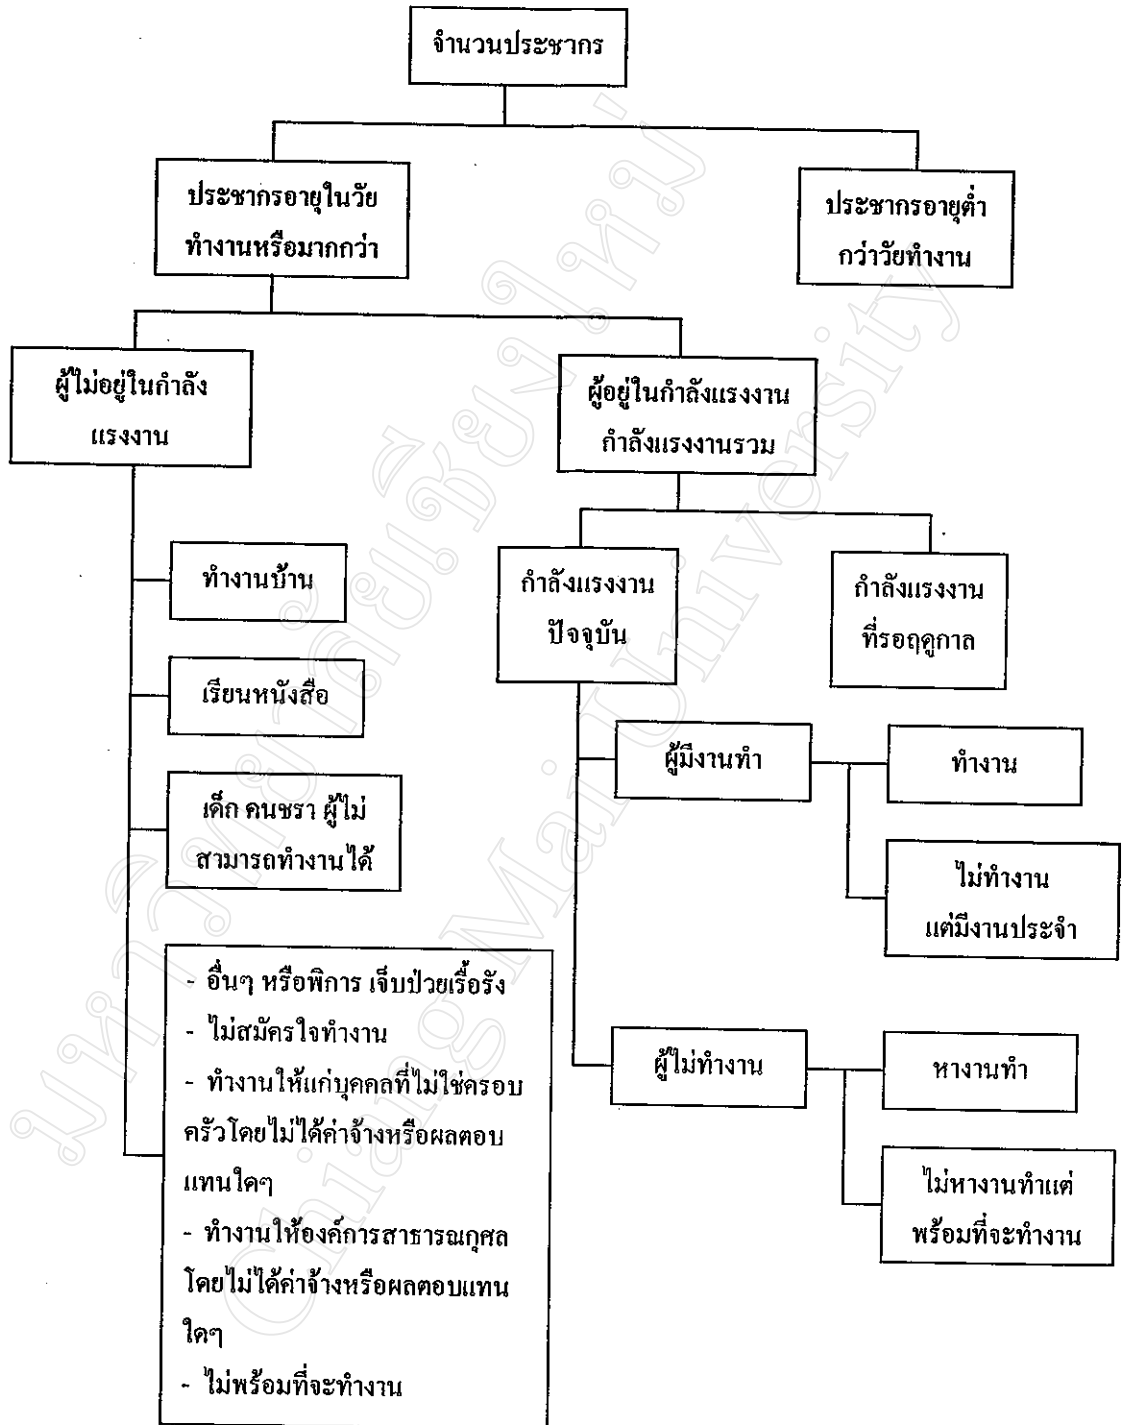 จำนวนประชากร
ประชากรอายุในวัย
ทำงานหรือมากกว่า
ประชากรอายุต่ำ
กว่าวัยทำงาน
ผู้ไม่อยู่ในกำลัง
แรงงาน
ผู้อยู่ในกำลังแรงงาน
กำลังแรงงานรวม
ทำงานบ้าน
เรียนหนังสือ
เด็ก คนชรา ผู้ไม่
สามารถทำงานได้
- อื่นๆ หรือพิการ เจ็บป่วยเรื้อรัง
- ไม่สมัครใจทำงาน
- ทำงานให้แก่บุคคลที่ไม่ใช่ครอบ
ครัวโดยไม่ได้ค่าจ้างหรือผลตอบ
แทนใดๆ
- ทำงานให้องค์การสาธารณกุศล
โดยไม่ได้ค่าจ้างหรือผลตอบแทน
ใดๆ
- ไม่พร้อมที่จะทำงาน
กำลังแรงงาน
ปัจจุบัน
กำลังแรงงาน
ที่รอฤดูกาล
ผู้มีงานทำ
ทำงาน
ไม่ทำงาน
แต่มีงานประจำ
ผู้ไม่ทำงาน
หางานทำ
ไม่หางานทำแต่
พร้อมที่จะทำงาน
มหาวิทยาลัยเชียงใหม่
Chiang Mai University